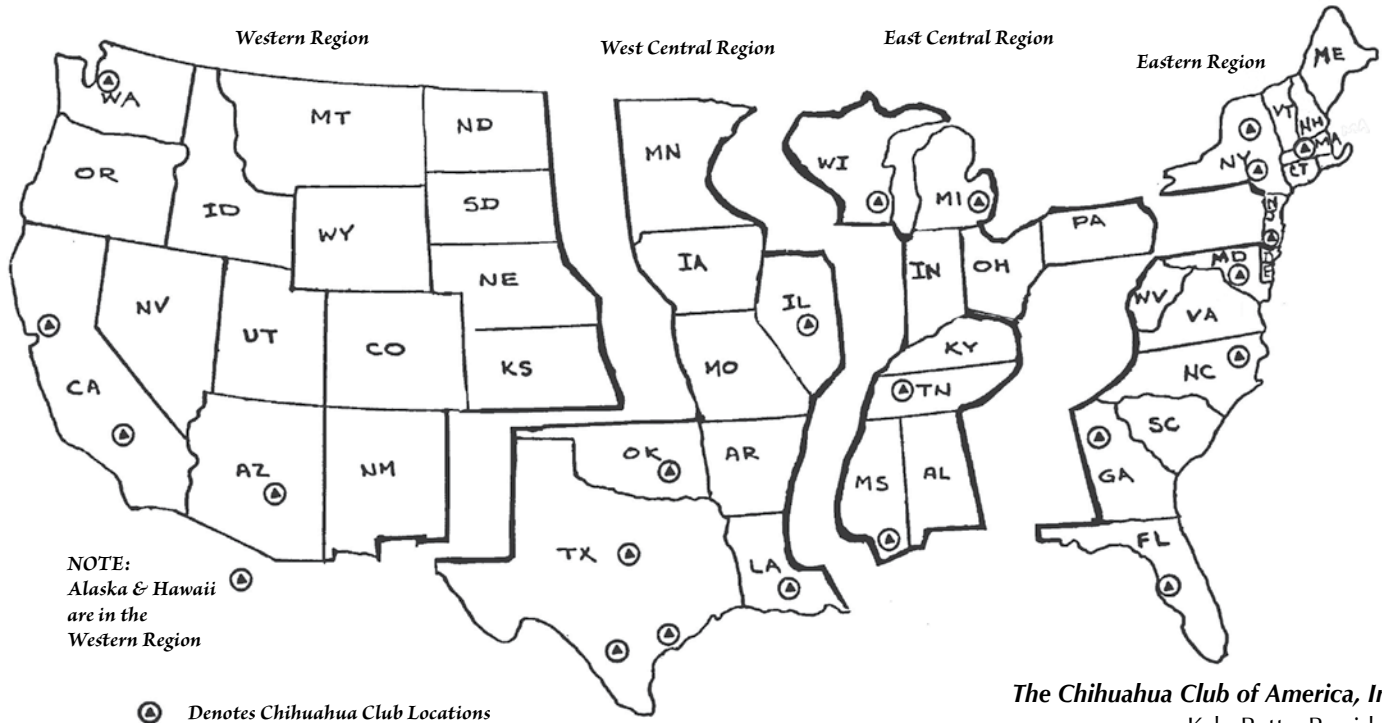 Western Region
West Central Region
East Central Region
Eastern Region
WA
MT
ND
MN
WI
MI
ME
VT
NH
MA
NY
CT
OR
ID
WY
SD
IA
PA
NJ
NE
IL
IN
OH
MD
WV
VA
NV
UT
CO
KS
MO
KY
NC
CA
TN
SC
AZ
NM
OK
AR
MS
AL
GA
TX
LA
FL
NOTE:
Alaska & Hawaii
are in the
Western Region
Denotes Chihuahua Club Locations
The Chihuahua Club of America, In